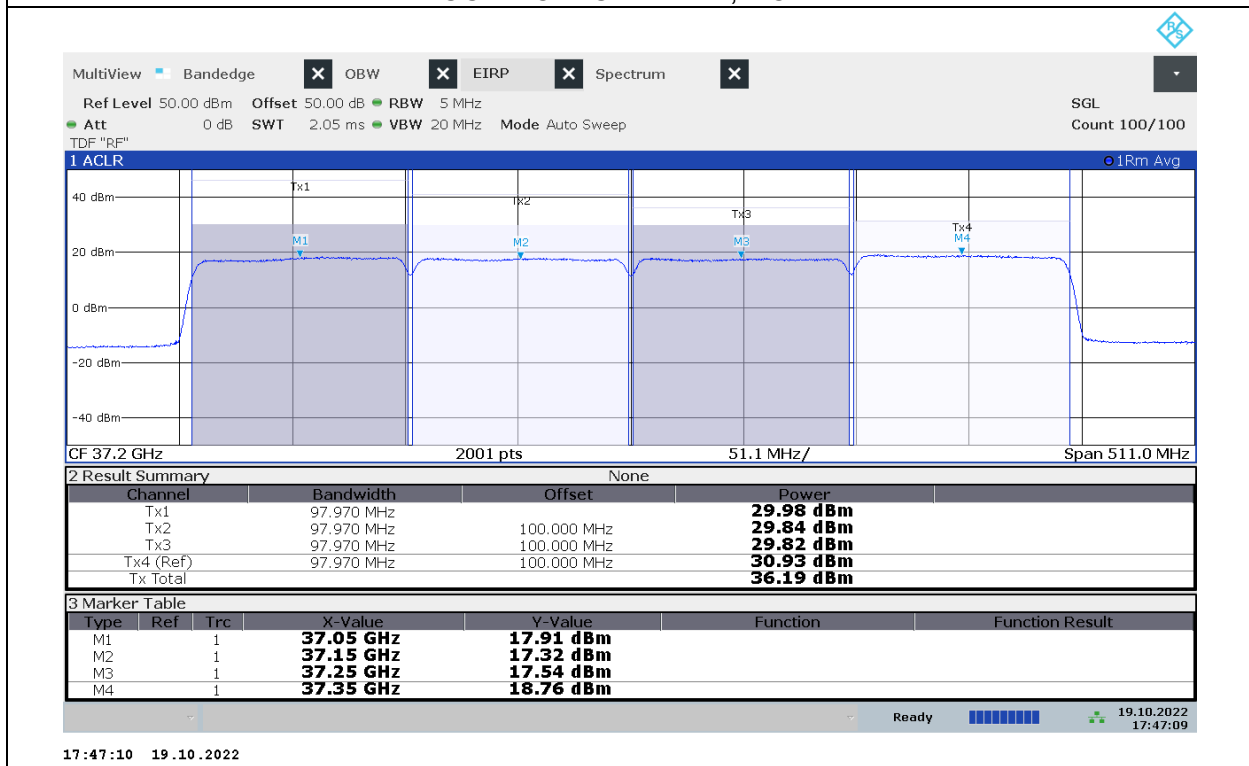 MultiView Bandedge OBW EIRP Spectrum
Ref Level 50.00 dBm Offset 50.00 dB RBW 5 MHz SGL
Att 0 dB SWT 2.05 ms VBW 20 MHz Mode Auto Sweep Count 100/100
TDF "RF"
1 ACLR 1Rm Avg
Tx1
40 dBm
Tx2
Tx3
Tx4
M1 M2 M3 M4
20 dBm
0 dBm
-20 dBm
-40 dBm
CF 37.2 GHz 2001 pts 51.1 MHz/ Span 511.0 MHz
2 Result Summary None
Channel Bandwidth Offset Power
Tx1 97.970 MHz 29.98 dBm
Tx2 97.970 MHz 100.000 MHz 29.84 dBm
Tx3 97.970 MHz 100.000 MHz 29.82 dBm
Tx4 (Ref) 97.970 MHz 100.000 MHz 30.93 dBm
Tx Total 36.19 dBm
3 Marker Table
Type Ref Trc X-Value Y-Value Function Function Result
M1 1 37.05 GHz 17.91 dBm
M2 1 37.15 GHz 17.32 dBm
M3 1 37.25 GHz 17.54 dBm
M4 1 37.35 GHz 18.76 dBm
Ready 19.10.2022
17:47:09
17:47:10 19.10.2022